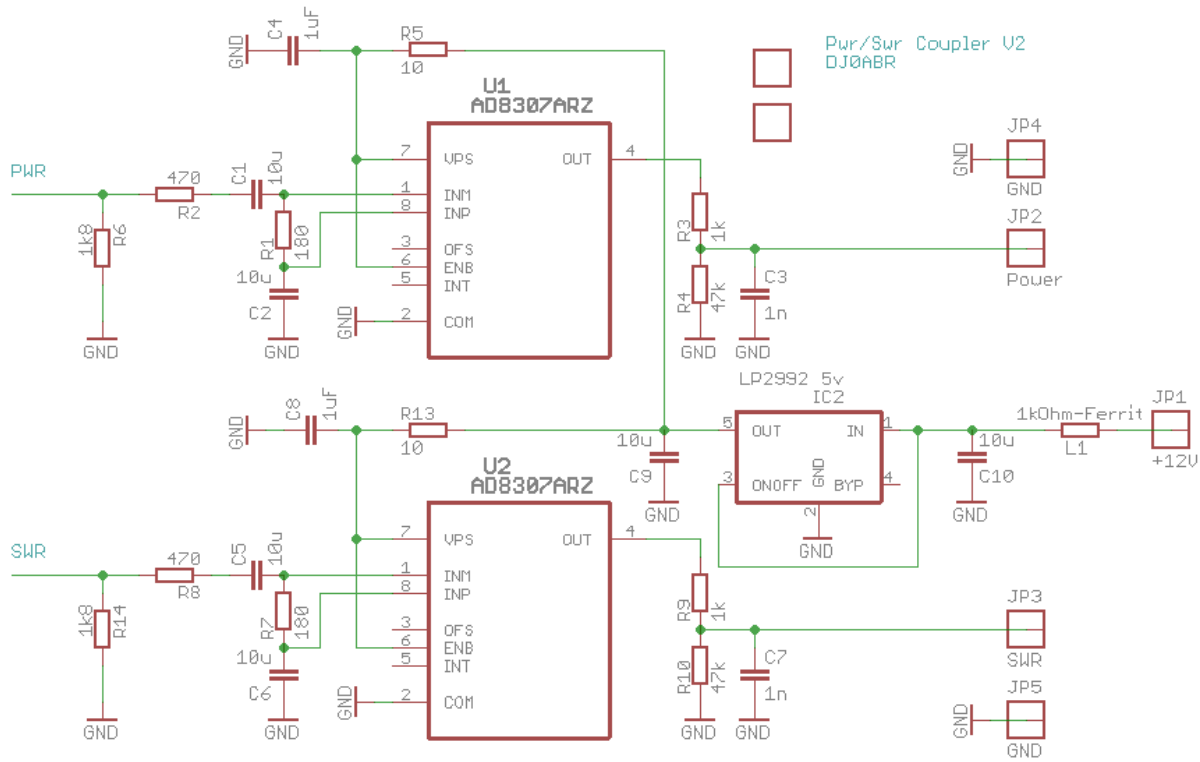 C4
1uF
GND
R5
10
Pwr/Swr Coupler V2
DJ0ABR
U1
AD8307ARZ
JP4
GND
GND
PWR
470
R2
C1
10u
7
VPS
OUT
4
1
INM
8
INP
3
OFS
6
ENB
5
INT
2
COM
GND
1k8
R6
R1
180
10u
C2
GND
GND
R3
1k
R4
47k
C3
1n
GND
GND
JP2
Power
LP2992 5v
IC2
5
OUT
IN
1
3
ONOFF
GND
BYP
4
2
GND
1kOhm-Ferrit
L1
JP1
+12V
10u
C9
GND
10u
C10
GND
C8
1uF
GND
R13
10
U2
AD8307ARZ
SWR
470
R8
C5
10u
7
VPS
OUT
4
1
INM
8
INP
3
OFS
6
ENB
5
INT
2
COM
GND
1k8
R14
R7
180
10u
C6
GND
GND
R9
1k
R10
47k
C7
1n
GND
GND
JP3
SWR
JP5
GND
GND